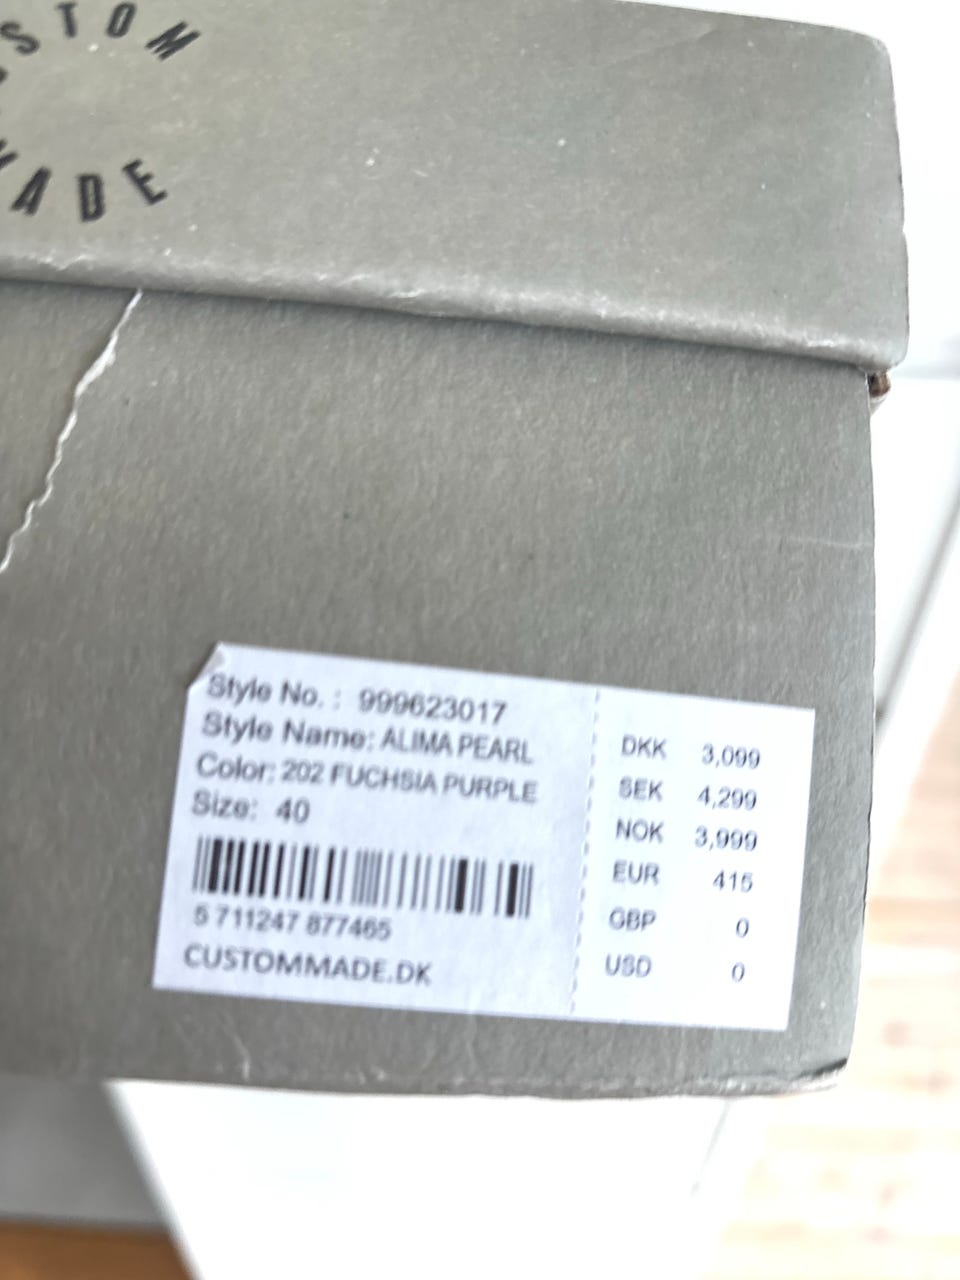 STOM
MADE
Style No. : 999623017
Style Name: ALIMA PEARL
Color: 202 FUCHSIA PURPLE
Size: 40
5 711247 877465
CUSTOMMADE.DK
DKK 3,099
SEK 4,299
NOK 3,999
EUR 415
GBP 0
USD 0